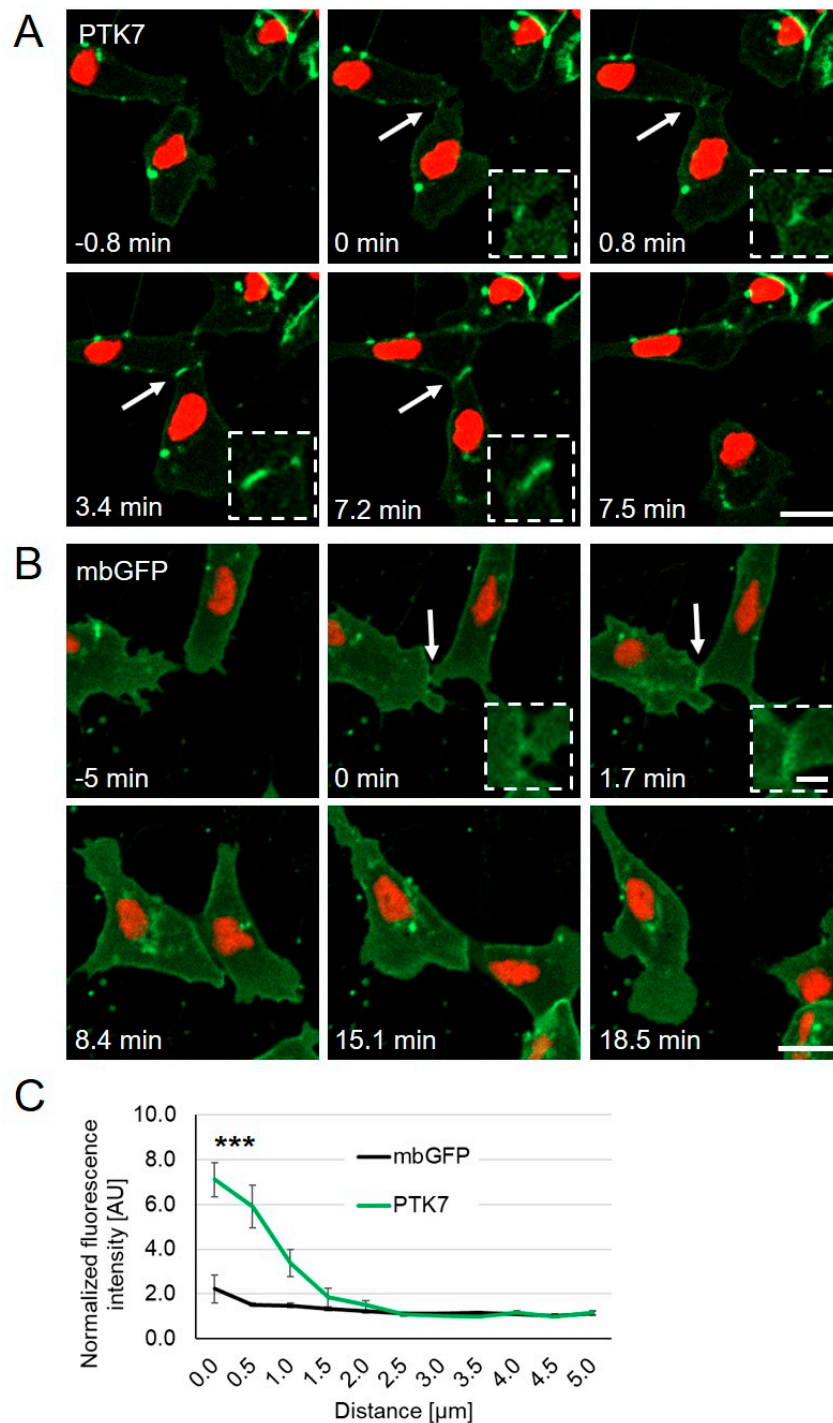 A
PTK7
-0.8 min
0 min
0.8 min
3.4 min
7.2 min
7.5 min
B
mbGFP
-5 min
0 min
1.7 min
8.4 min
15.1 min
18.5 min
C
Normalized fluorescence
intensity [AU]
10.0
8.0
6.0
4.0
2.0
0.0
***
mbGFP
PTK7
0.0
0.5
1.0
1.5
2.0
2.5
3.0
3.5
4.0
4.5
5.0
Distance [µm]